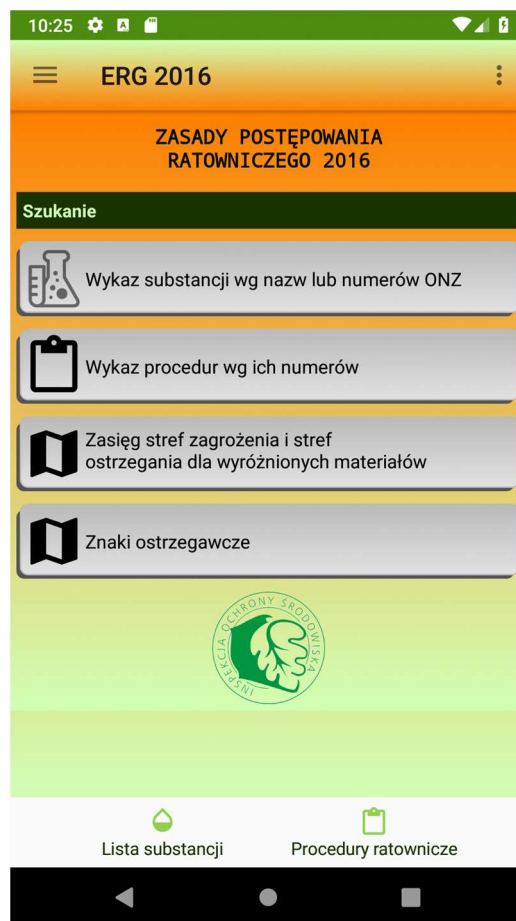 10:25
ERG 2016
ZASADY POSTĘPOWANIA
RATOWNICZEGO 2016
Szukanie
Wykaz substancji wg nazw lub numerów ONZ
Wykaz procedur wg ich numerów
Zasięg stref zagrożenia i stref
ostrzegania dla wyróżnionych materiałów
Znaki ostrzegawcze
INSPEKCJA OCHRONY ŚRODOWISKA
Lista substancji
Procedury ratownicze